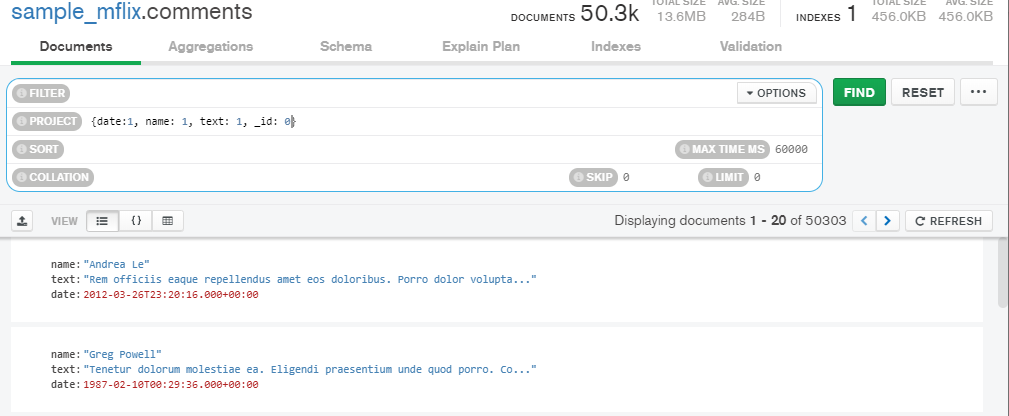 sample_mflix.comments
DOCUMENTS 50.3k TOTAL SIZE 13.6MB AVG. SIZE 284B INDEXES 1 TOTAL SIZE 456.0KB AVG. SIZE 456.0KB
Documents Aggregations Schema Explain Plan Indexes Validation
FILTER OPTIONS FIND RESET ...
PROJECT {date:1, name: 1, text: 1, _id: 0}
SORT MAX TIME MS 60000
COLLATION SKIP 0 LIMIT 0
VIEW {} Displaying documents 1 - 20 of 50303 < > REFRESH
name: "Andrea Le"
text: "Rem officiis eaque repellendus amet eos doloribus. Porro dolor volupta..."
date: 2012-03-26T23:20:16.000+00:00
name: "Greg Powell"
text: "Tenetur dolorum molestiae ea. Eligendi praesentium unde quod porro. Co..."
date: 1987-02-10T00:29:36.000+00:00